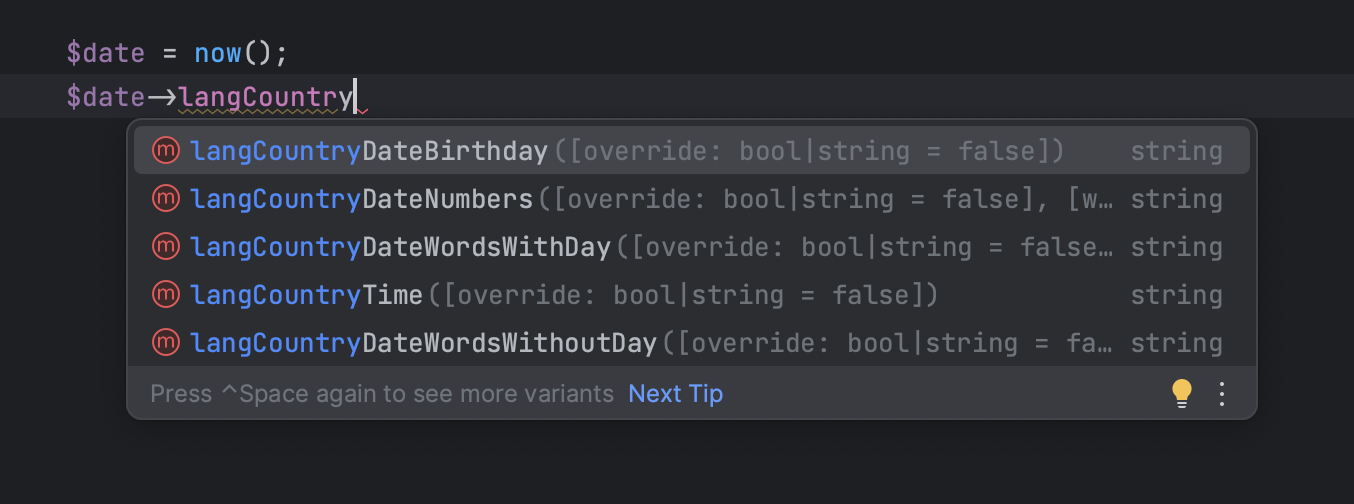 $date = now();
$date->langCountry
m langCountryDateBirthday([override: bool|string = false]) string
m langCountryDateNumbers([override: bool|string = false], [w… string
m langCountryDateWordsWithDay([override: bool|string = false… string
m langCountryTime([override: bool|string = false]) string
m langCountryDateWordsWithoutDay([override: bool|string = fa… string
Press ^Space again to see more variants Next Tip